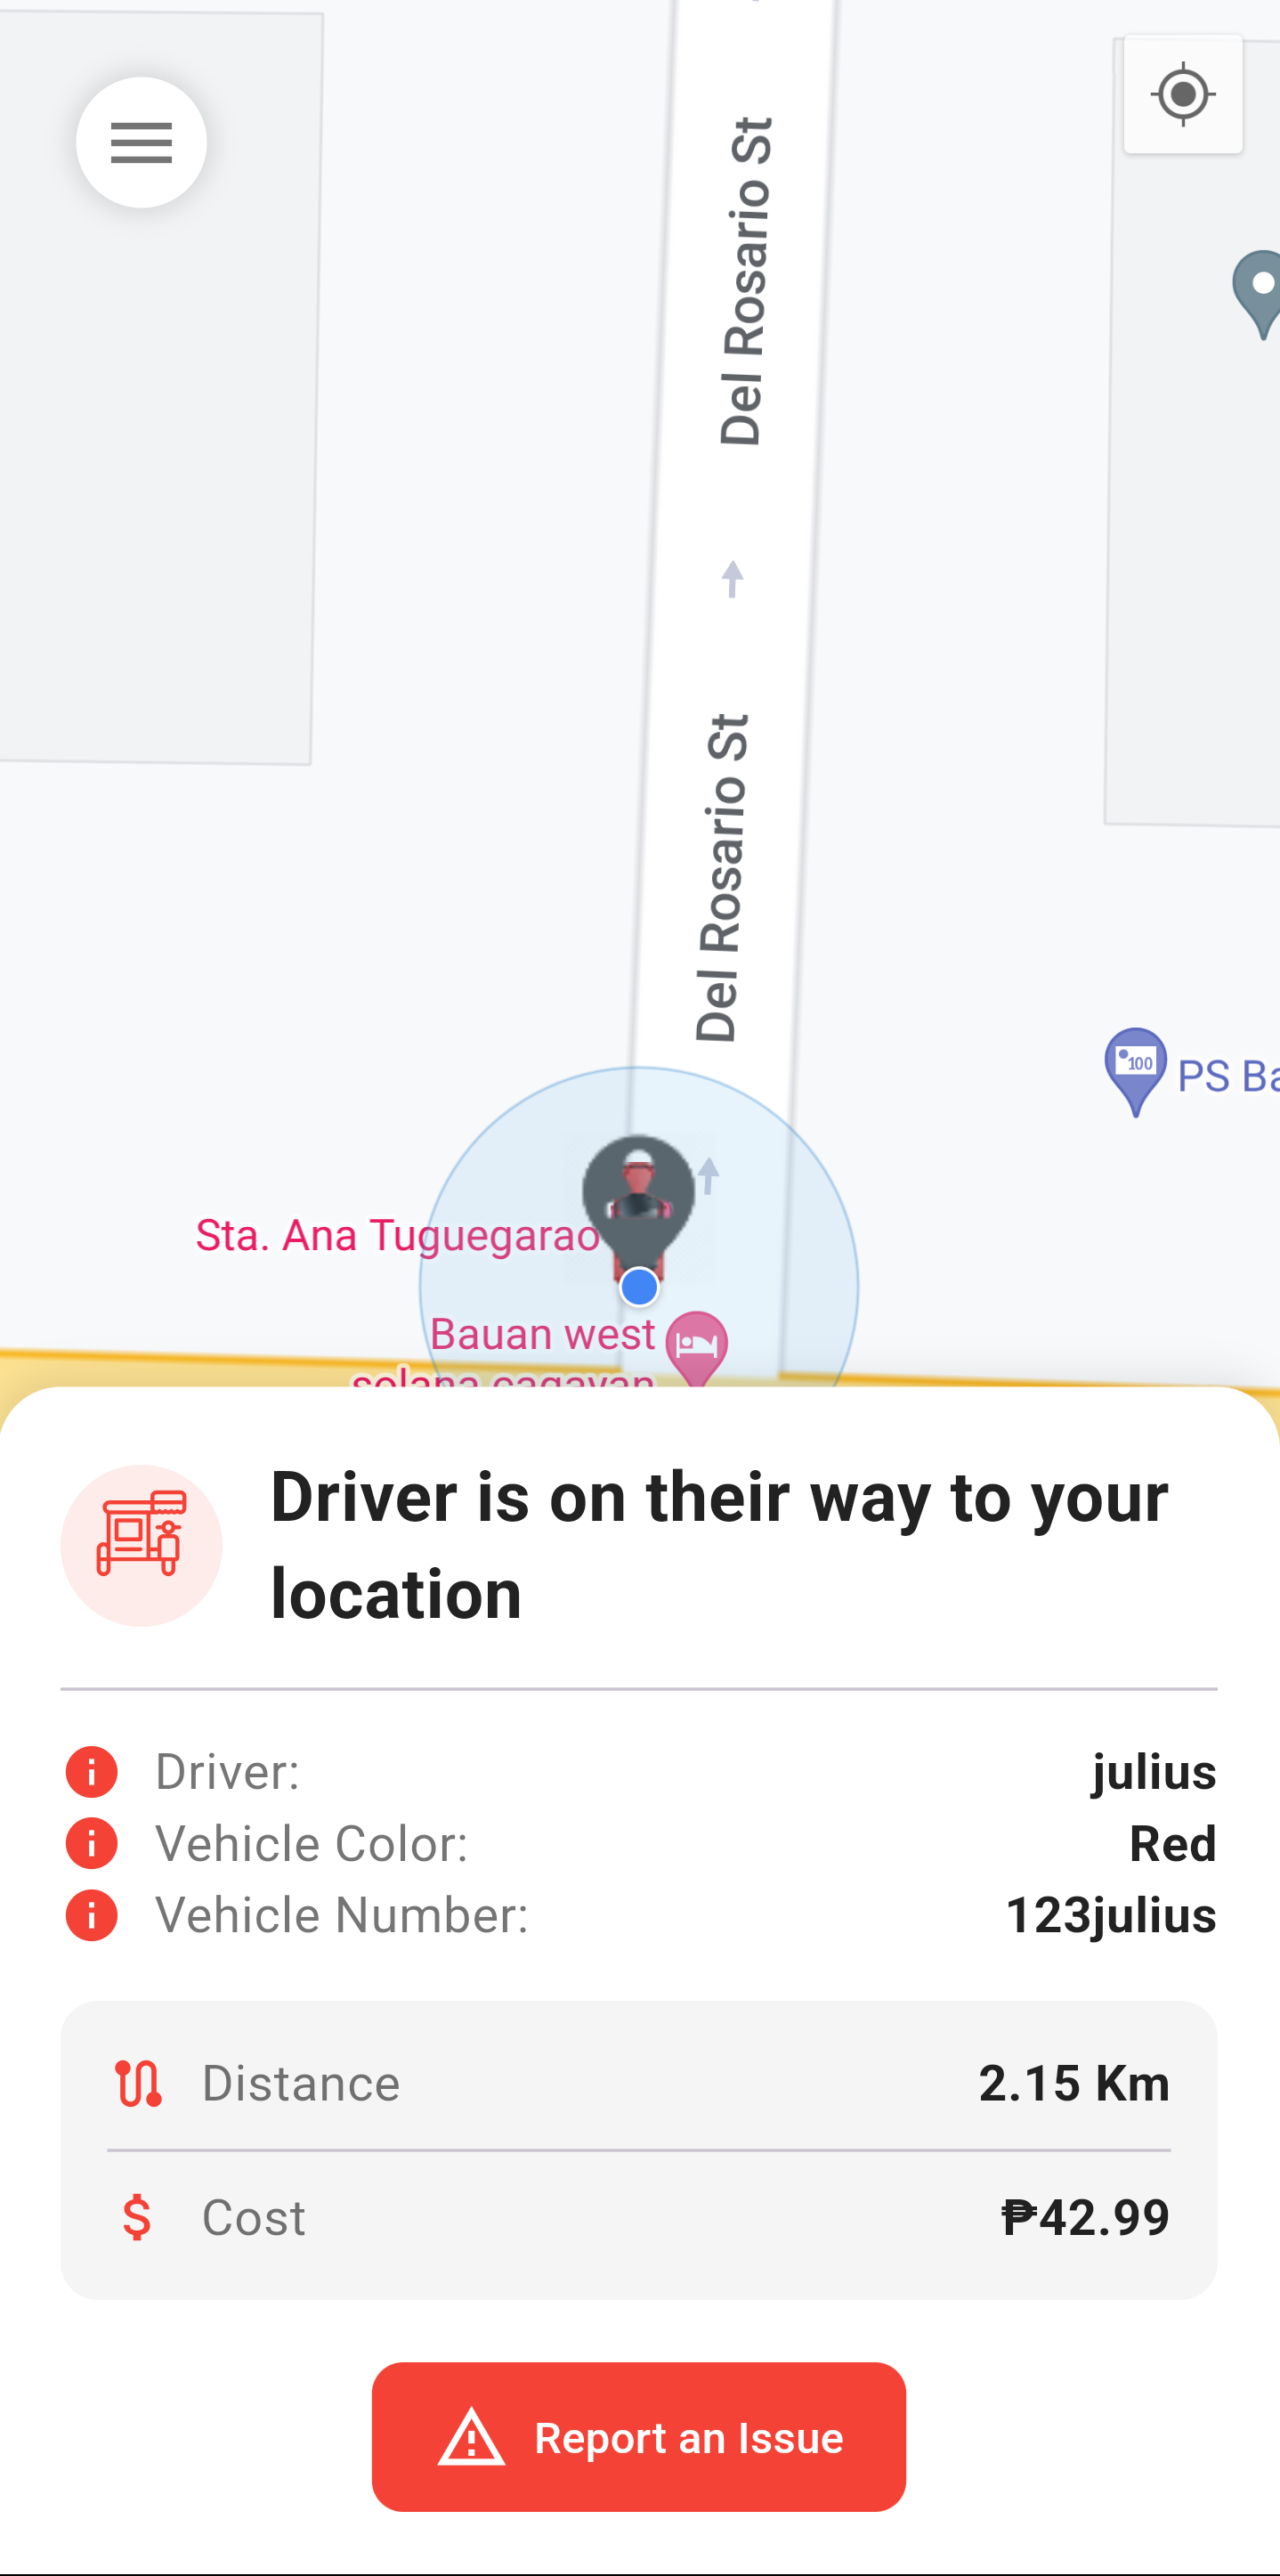 Del Rosario St
Del Rosario St
100
PS Ba
Sta. Ana Tuguegarao
Bauan west
solana cagayan
Driver is on their way to your
location
Driver:
julius
Vehicle Color:
Red
Vehicle Number:
123julius
Distance
2.15 Km
Cost
₱42.99
Report an Issue